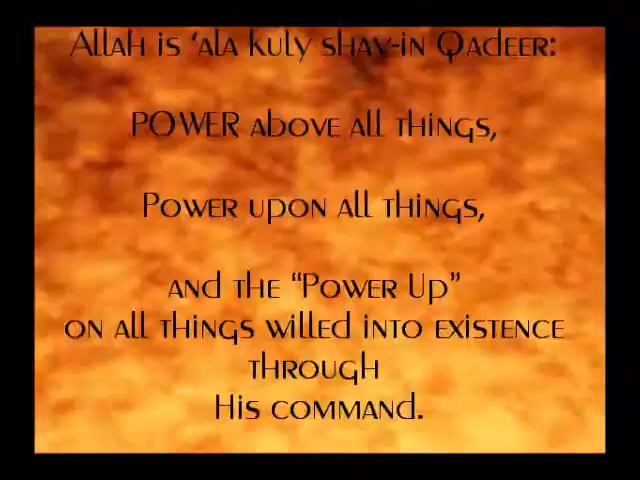 Allah is ‘ala kuly shay-in Qadeer:
POWER above all things,
Power upon all things,
and the “Power Up”
on all things willed into existence
through
His command.